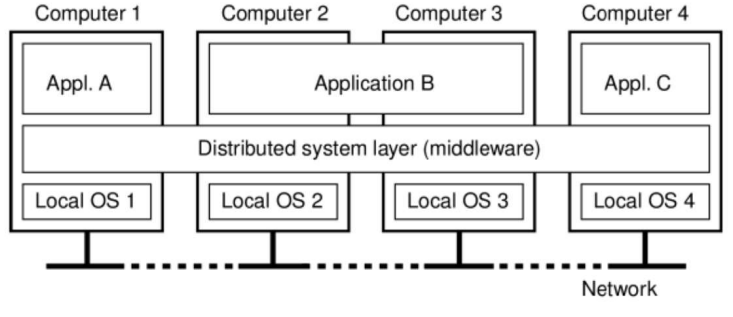 Computer 1
Computer 2
Computer 3
Computer 4
Appl. A
Application B
Appl. C
Distributed system layer (middleware)
Local OS 1
Local OS 2
Local OS 3
Local OS 4
Network